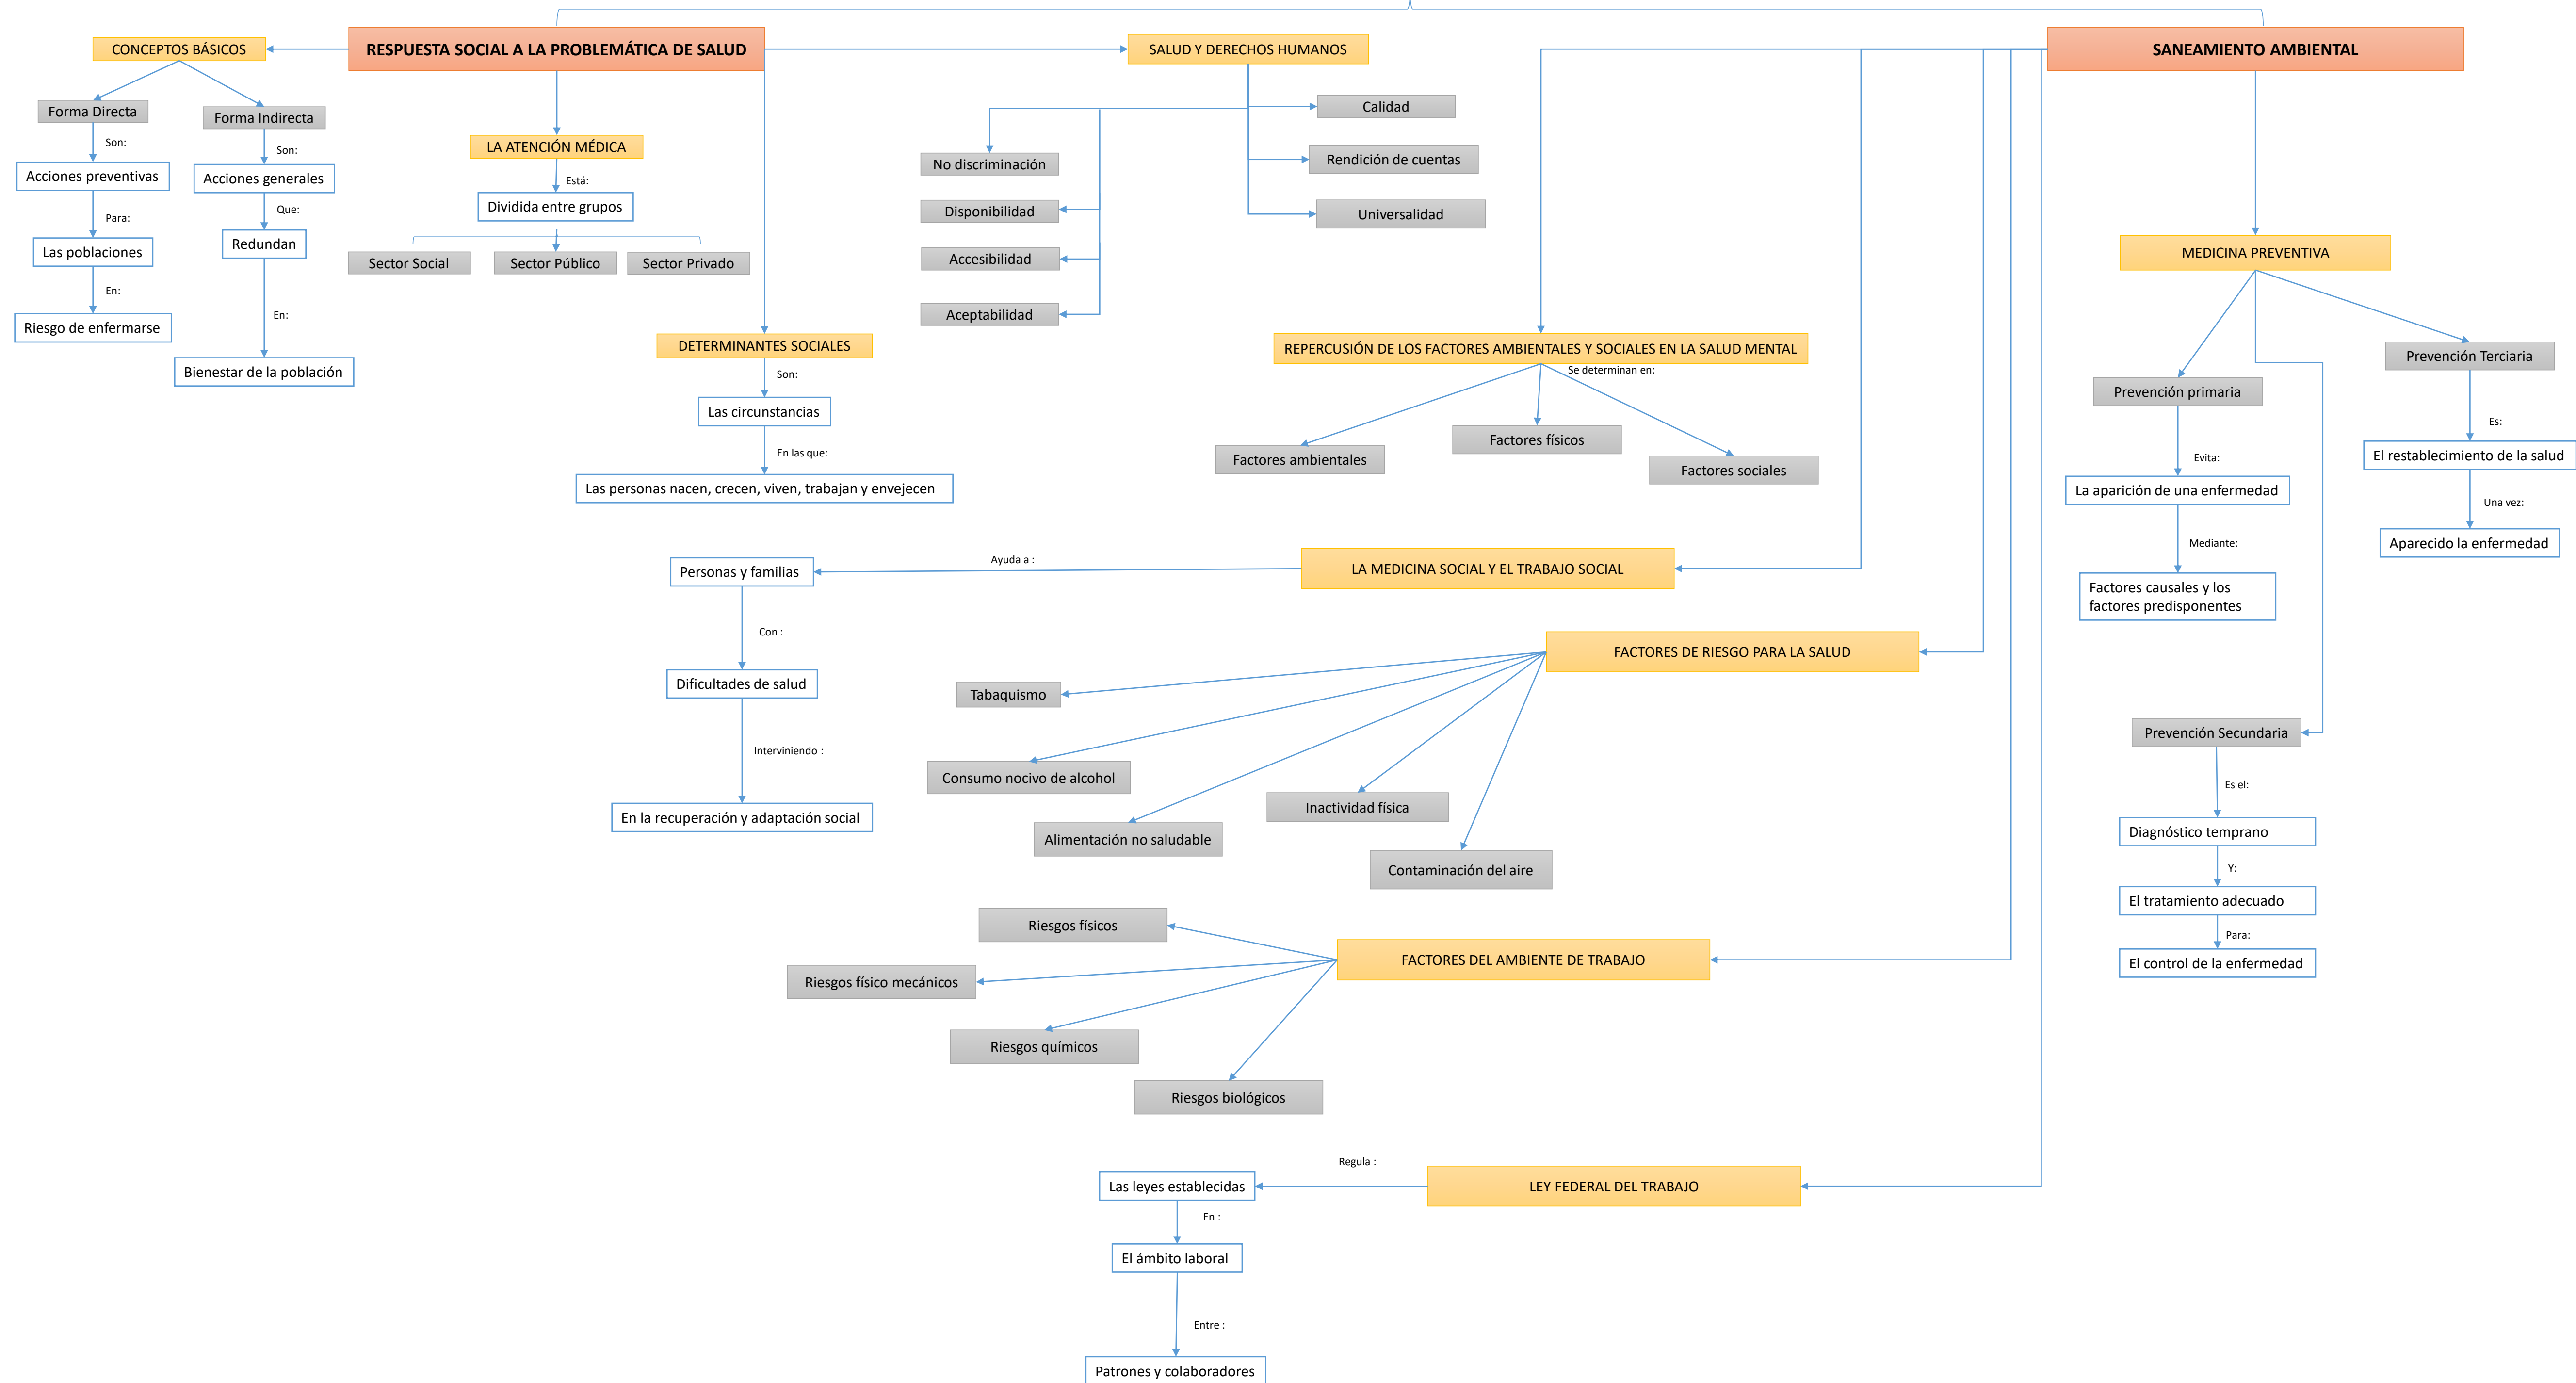 CONCEPTOS BÁSICOS
RESPUESTA SOCIAL A LA PROBLEMÁTICA DE SALUD
SALUD Y DERECHOS HUMANOS
SANEAMIENTO AMBIENTAL
Forma Directa
Son:
Acciones preventivas
Para:
Las poblaciones
En:
Riesgo de enfermarse
Forma Indirecta
Son:
Acciones generales
Que:
Redundan
En:
Bienestar de la población
LA ATENCIÓN MÉDICA
Está:
Dividida entre grupos
Sector Social
Sector Público
Sector Privado
DETERMINANTES SOCIALES
Son:
Las circunstancias
En las que:
Las personas nacen, crecen, viven, trabajan y envejecen
No discriminación
Disponibilidad
Accesibilidad
Aceptabilidad
Calidad
Rendición de cuentas
Universalidad
REPERCUSIÓN DE LOS FACTORES AMBIENTALES Y SOCIALES EN LA SALUD MENTAL
Se determinan en:
Factores ambientales
Factores físicos
Factores sociales
MEDICINA PREVENTIVA
Prevención primaria
Evita:
La aparición de una enfermedad
Mediante:
Factores causales y los
factores predisponentes
Prevención Terciaria
Es:
El restablecimiento de la salud
Una vez:
Aparecido la enfermedad
Prevención Secundaria
Es el:
Diagnóstico temprano
Y:
El tratamiento adecuado
Para:
El control de la enfermedad
LA MEDICINA SOCIAL Y EL TRABAJO SOCIAL
Ayuda a :
Personas y familias
Con :
Dificultades de salud
Interviniendo :
En la recuperación y adaptación social
FACTORES DE RIESGO PARA LA SALUD
Tabaquismo
Consumo nocivo de alcohol
Alimentación no saludable
Inactividad física
Contaminación del aire
FACTORES DEL AMBIENTE DE TRABAJO
Riesgos físicos
Riesgos físico mecánicos
Riesgos químicos
Riesgos biológicos
LEY FEDERAL DEL TRABAJO
Regula :
Las leyes establecidas
En :
El ámbito laboral
Entre :
Patrones y colaboradores